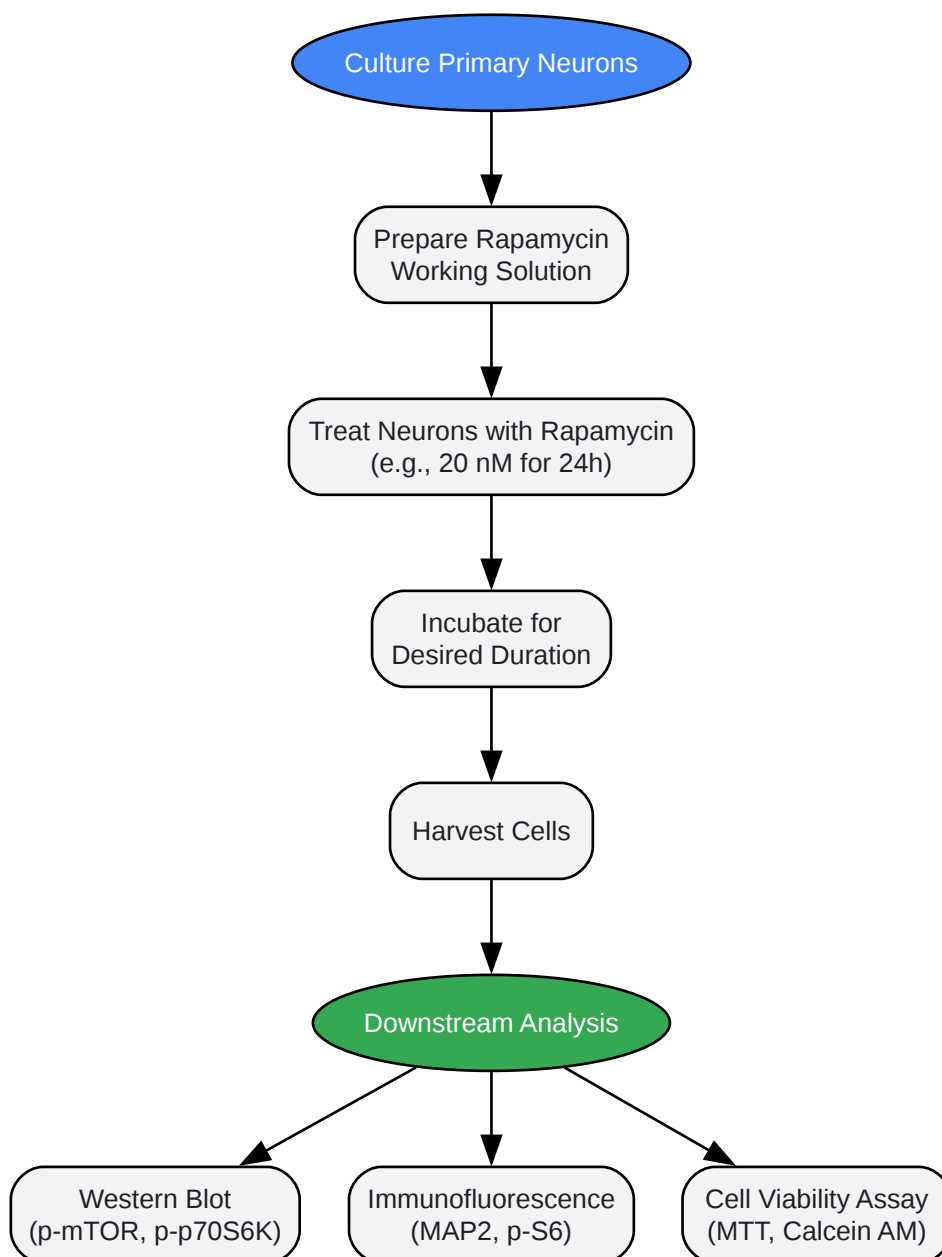 Culture Primary Neurons
Prepare Rapamycin
Working Solution
Treat Neurons with Rapamycin
(e.g., 20 nM for 24h)
Incubate for
Desired Duration
Harvest Cells
Downstream Analysis
Western Blot
(p-mTOR, p-p70S6K)
Immunofluorescence
(MAP2, p-S6)
Cell Viability Assay
(MTT, Calcein AM)